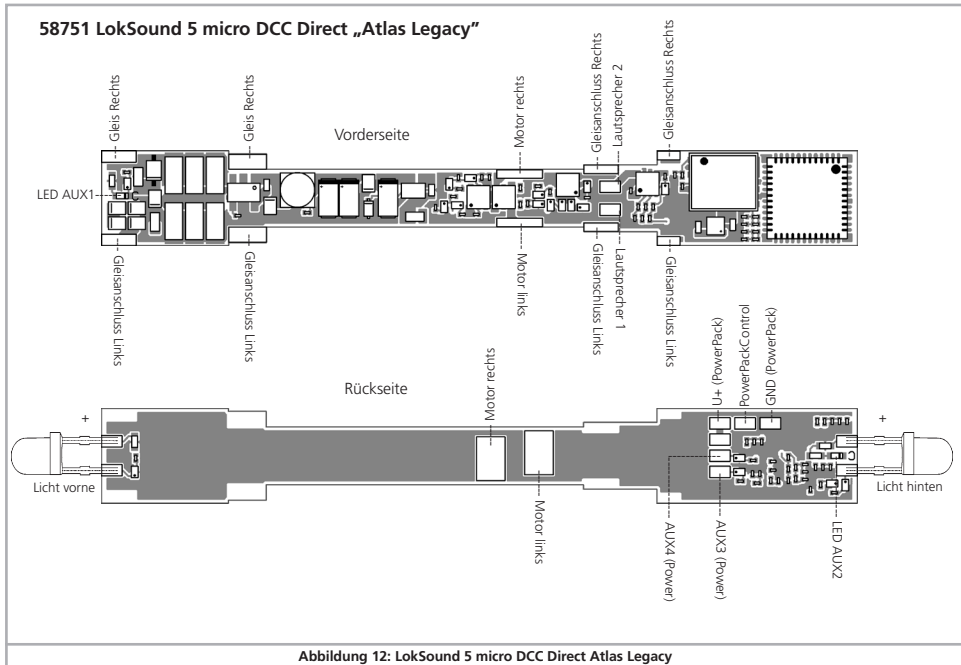 58751 LokSound 5 micro DCC Direct „Atlas Legacy”
Gleis Rechts
Gleis Rechts
Vorderseite
Motor rechts
Gleisanschluss Rechts
Lautsprecher 2
Gleisanschluss Rechts
LED AUX1
Gleisanschluss Links
Gleisanschluss Links
Motor links
Gleisanschluss Links
Lautsprecher 1
Gleisanschluss Links
Rückseite
Motor rechts
U+ (PowerPack)
PowerPackControl
GND (PowerPack)
+
+
Licht vorne
Licht hinten
Motor links
AUX4 (Power)
AUX3 (Power)
LED AUX2
Abbildung 12: LokSound 5 micro DCC Direct Atlas Legacy